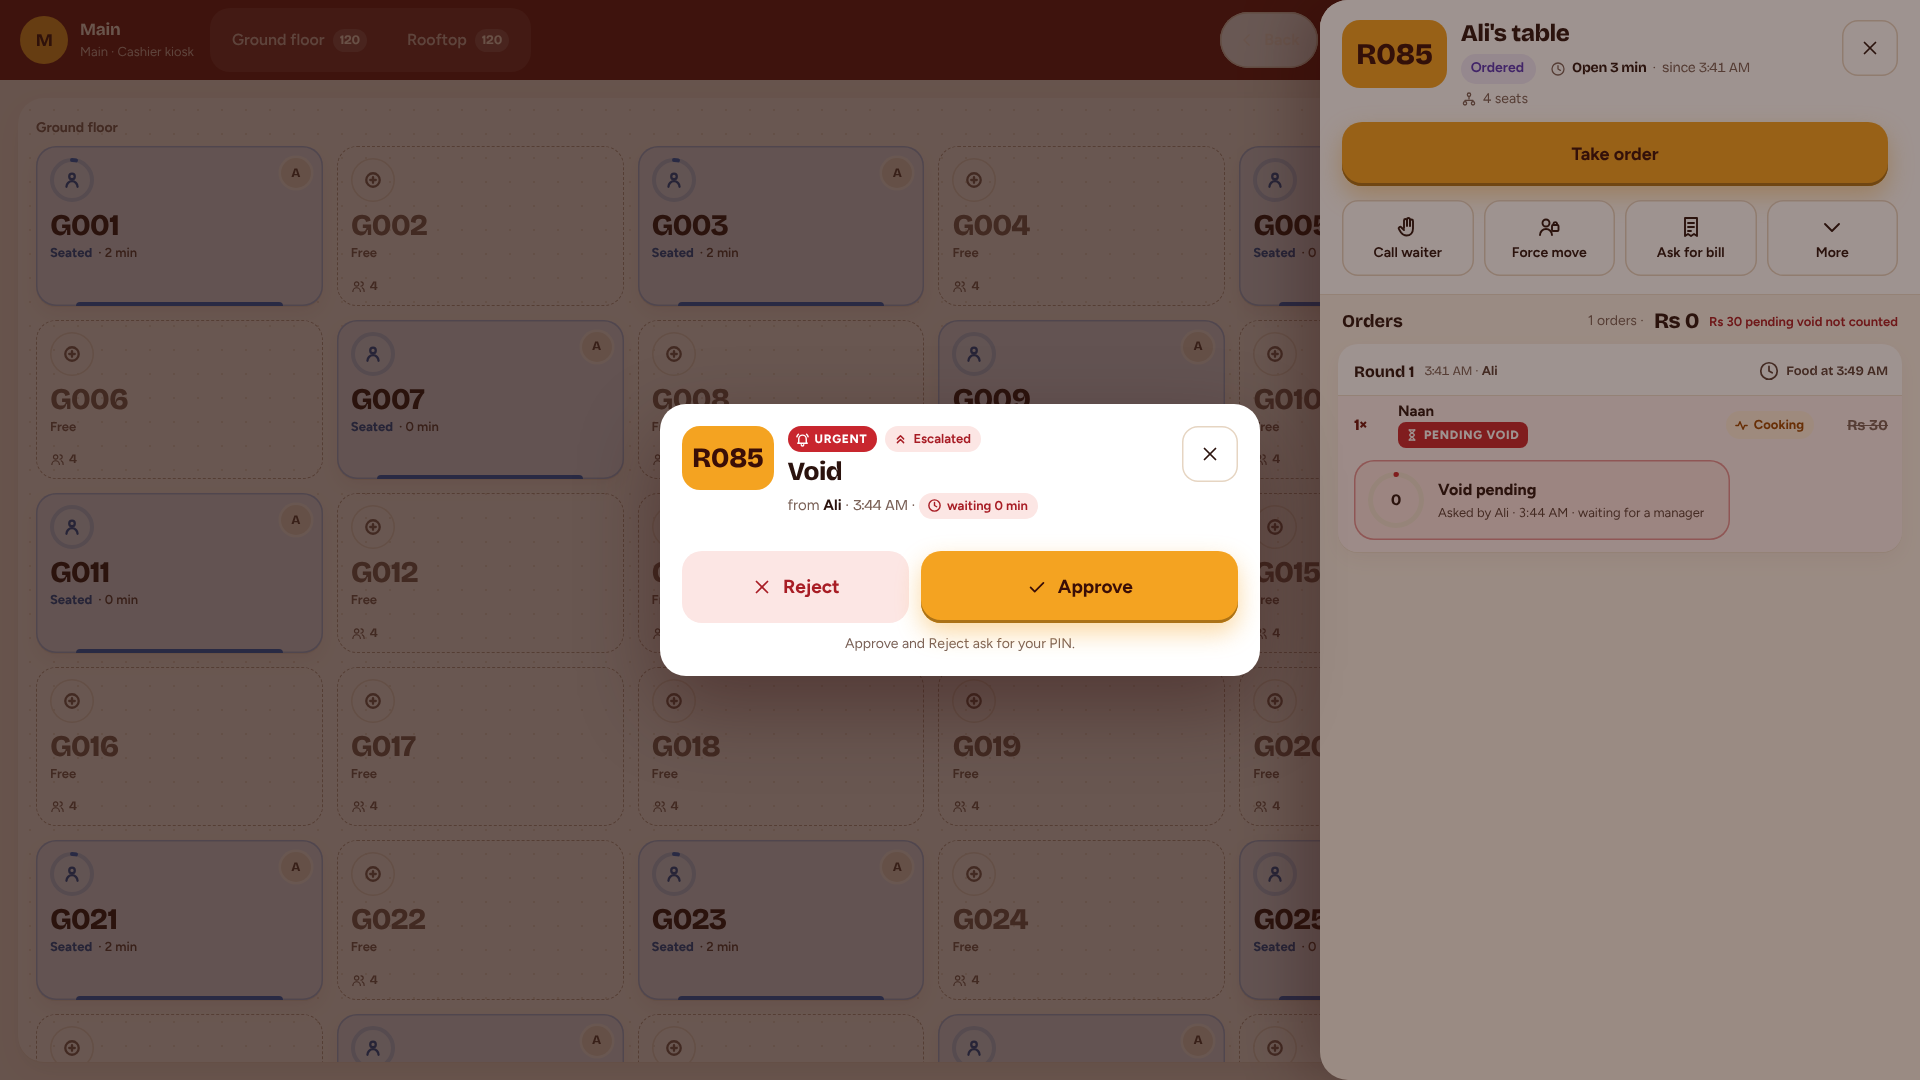 M
Main
Main · Cashier kiosk
Ground floor 120
Rooftop 120
Ground floor
A
G001
Seated · 2 min
G002
Free
4
A
G003
Seated · 2 min
G004
Free
4
G005
Seated · 0
G006
Free
4
A
G007
Seated · 0 min
G008
A
G009
G010
4
A
G011
Seated · 0 min
G012
Free
4
G015
Free
4
G016
Free
4
G017
Free
4
G018
Free
4
G019
Free
4
G020
Free
4
A
G021
Seated · 2 min
G022
Free
4
A
G023
Seated · 2 min
G024
Free
4
G025
Seated · 0
A
A
R085
URGENT
Escalated
Void
from Ali · 3:44 AM · waiting 0 min
Reject
Approve
Approve and Reject ask for your PIN.
R085
Ali's table
Ordered
Open 3 min · since 3:41 AM
4 seats
Take order
Call waiter
Force move
Ask for bill
More
Orders
1 orders · Rs 0 Rs 30 pending void not counted
Round 1 3:41 AM · Ali
Food at 3:49 AM
1×
Naan
PENDING VOID
Cooking
Rs 30
0
Void pending
Asked by Ali · 3:44 AM · waiting for a manager